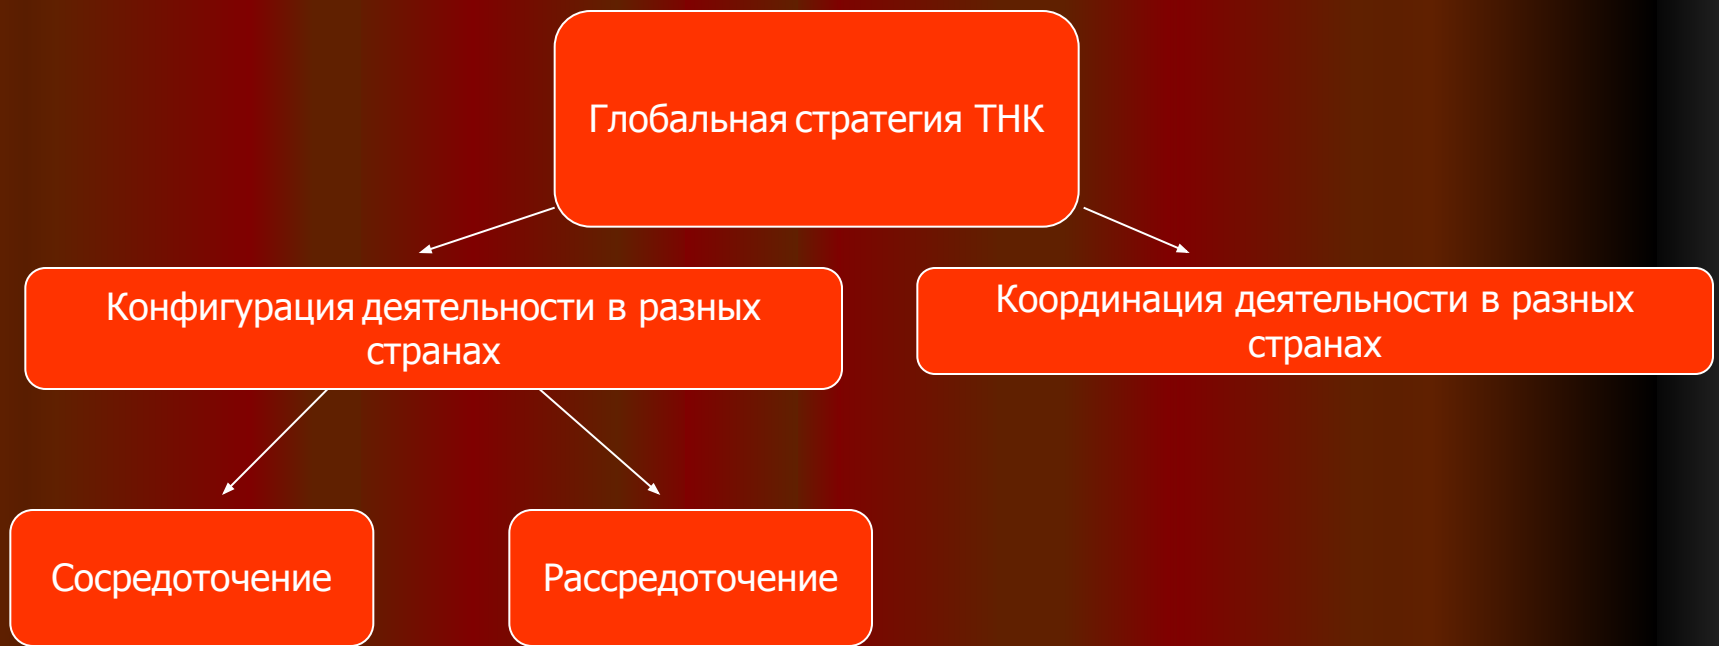 Глобальная стратегия ТНК
Конфигурация деятельности в разных
странах
Координация деятельности в разных
странах
Сосредоточение
Рассредоточение